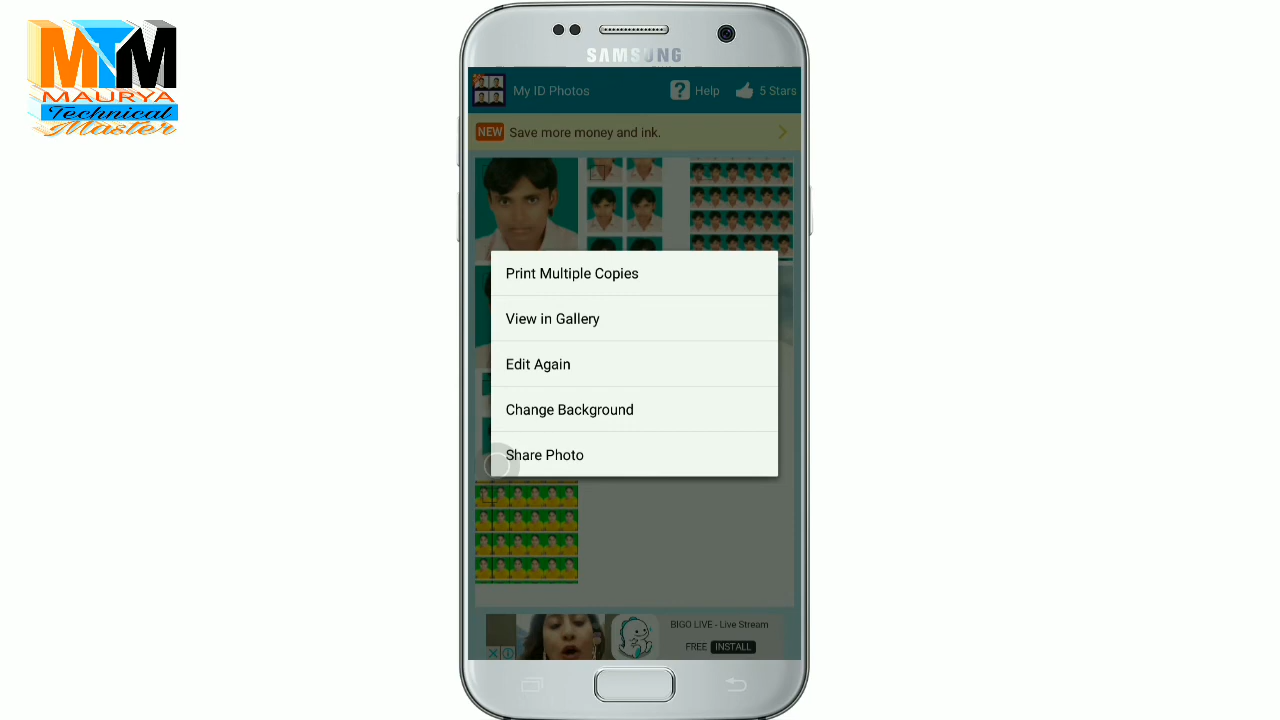 MTM
MAURYA
Technical
Master
SAMSUNG
My ID Photos
? Help
5 Stars
NEW Save more money and ink.
Print Multiple Copies
View in Gallery
Edit Again
Change Background
Share Photo
BIGO LIVE - Live Stream
FREE INSTALL